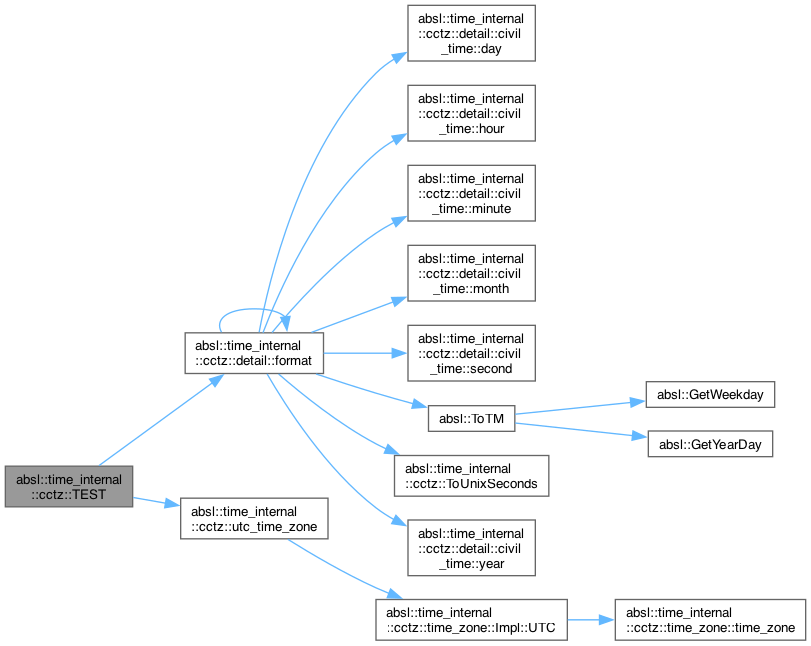 absl::time_internal
::cctz::detail::civil
_time::day
absl::time_internal
::cctz::detail::civil
_time::hour
absl::time_internal
::cctz::detail::civil
_time::minute
absl::time_internal
::cctz::detail::civil
_time::month
absl::time_internal
::cctz::detail::format
absl::time_internal
::cctz::detail::civil
_time::second
absl::GetWeekday
absl::ToTM
absl::GetYearDay
absl::time_internal
::cctz::ToUnixSeconds
absl::time_internal
::cctz::TEST
absl::time_internal
::cctz::utc_time_zone
absl::time_internal
::cctz::detail::civil
_time::year
absl::time_internal
::cctz::time_zone::Impl::UTC
absl::time_internal
::cctz::time_zone::time_zone